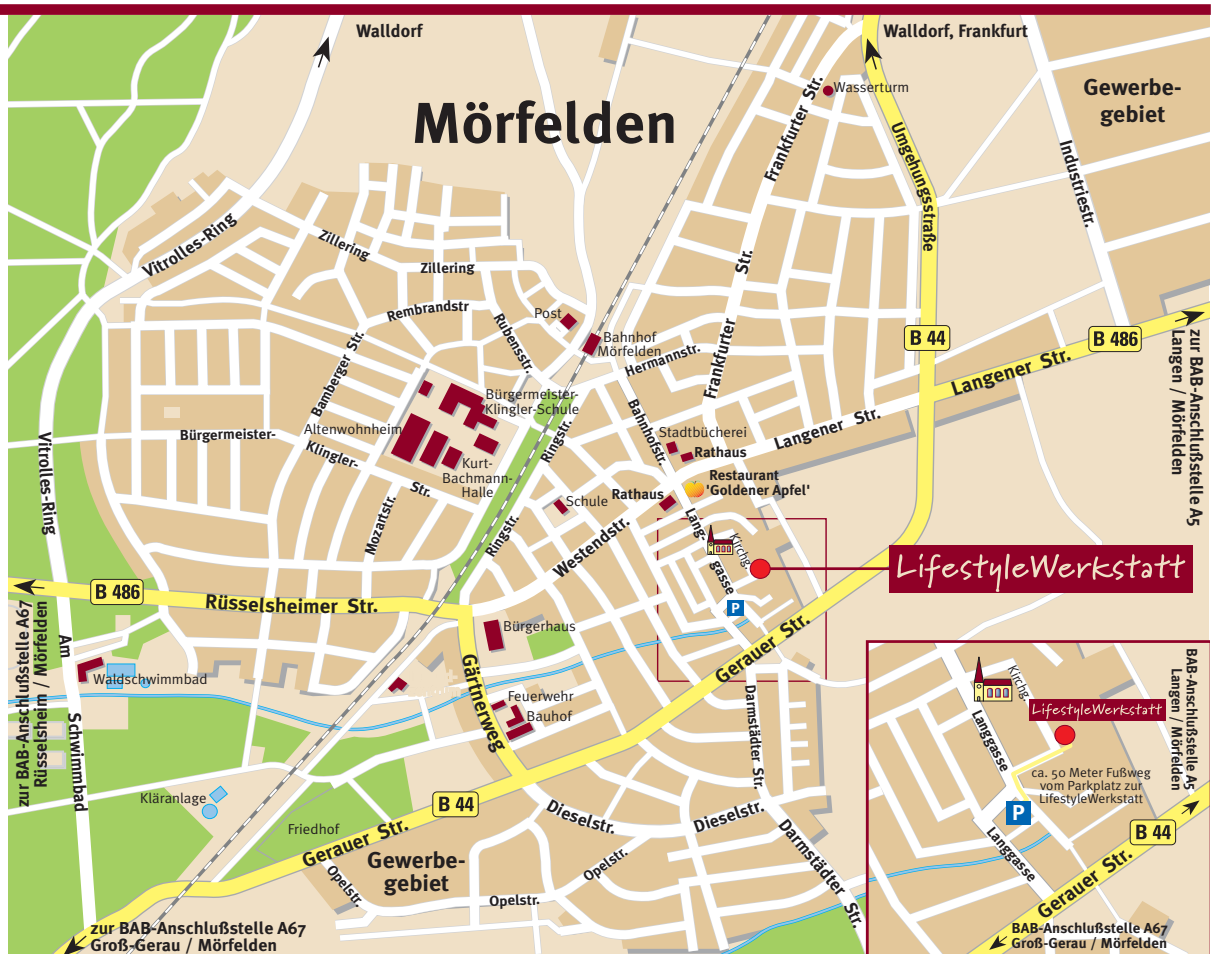 Walldorf
Walldorf, Frankfurt
Mörfelden
Wasserturm
Gewerbe-
gebiet
Frankfurter Str.
Umgehungsstraße
Industriestr.
Vitrolles-Ring
Zillering
Zillering
Rembrandtstr
Rubensstr.
Post
Bahnhof
Mörfelden
Hermannstr.
Frankfurter Str.
B 44
B 486
Langener Str.
zur BAB-Anschlußstelle A5
Langen / Mörfelden
Bamberger Str.
Bürgermeister-
Klingler-Schule
Altenwohnheim
Kurt-
Bachmann-
Halle
Bürgermeister-
Klingler-
Str.
Mozartstr.
Ringstr.
Ringstr.
Bahnhofstr.
Stadtbücherei
Rathaus
Langener Str.
Restaurant
'Goldener Apfel'
Rathaus
Schule
Westendstr.
Lang-
gasse
Kirchg.
P
LifestyleWerkstatt
Vitrolles-Ring
B 486
Rüsselsheimer Str.
zur BAB-Anschlußstelle A67
Rüsselsheim / Mörfelden
Am
Schwimmbad
Waldschwimmbad
Bürgerhaus
Gärtnerweg
Feuerwehr
Bauhof
Gerauer Str.
Darmstädter Str.
Kläranlage
Friedhof
B 44
Gerauer Str.
Dieselstr.
Dieselstr.
Darmstädter Str.
Gewerbe-
gebiet
Opelstr.
Opelstr.
Opelstr.
zur BAB-Anschlußstelle A67
Groß-Gerau / Mörfelden
Kirchg.
LifestyleWerkstatt
Langgasse
ca. 50 Meter Fußweg
vom Parkplatz zur
LifestyleWerkstatt
P
Langgasse
B 44
Gerauer Str.
BAB-Anschlußstelle A5
Langen / Mörfelden
BAB-Anschlußstelle A67
Groß-Gerau / Mörfelden